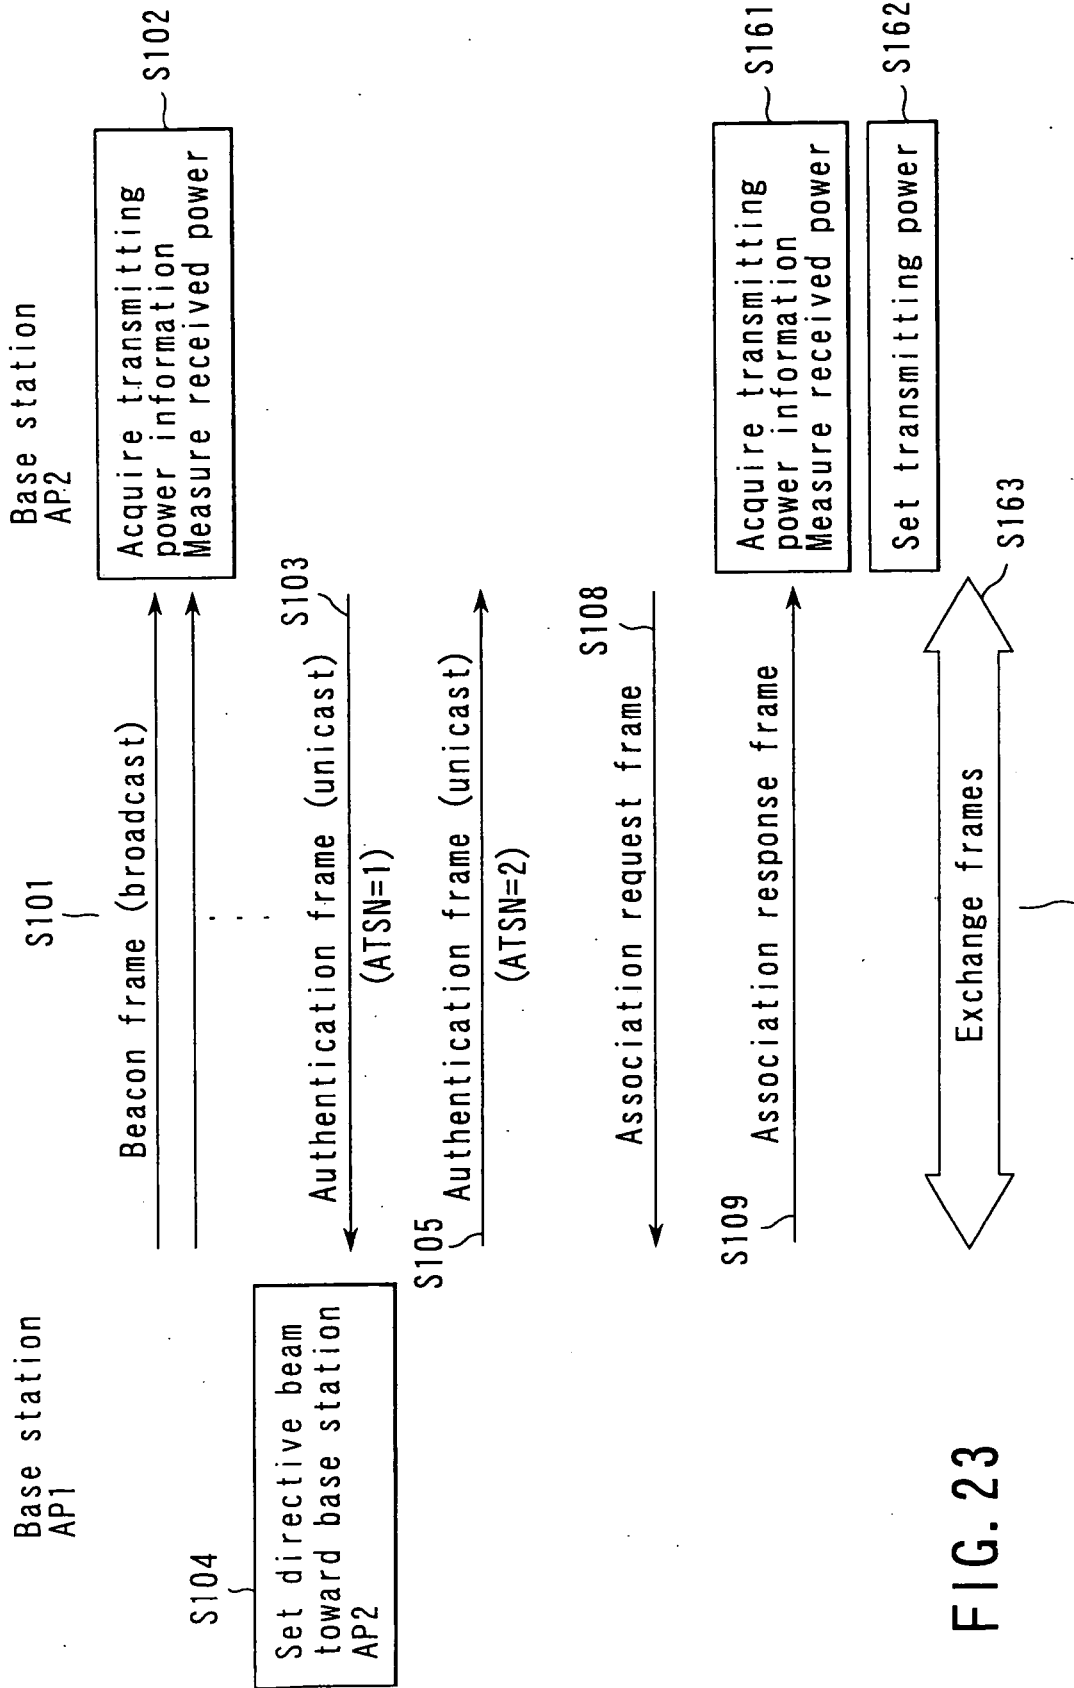 Base station
AP1
Base station
AP2
S101
Beacon frame (broadcast)
Acquire transmitting
power information
Measure received power
S102
S103
Authentication frame (unicast)
(ATSN=1)
S104
Set directive beam
toward base station
AP2
S105
Authentication frame (unicast)
(ATSN=2)
S108
Association request frame
S109
Association response frame
Acquire transmitting
power information
Measure received power
S161
Set transmitting power
S162
S163
Exchange frames
FIG. 23